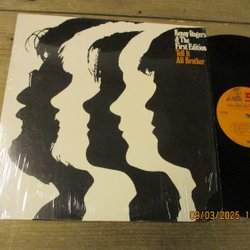 Kenny Rogers
& The
First Edition
Tell It
All Brother
09/03/2025